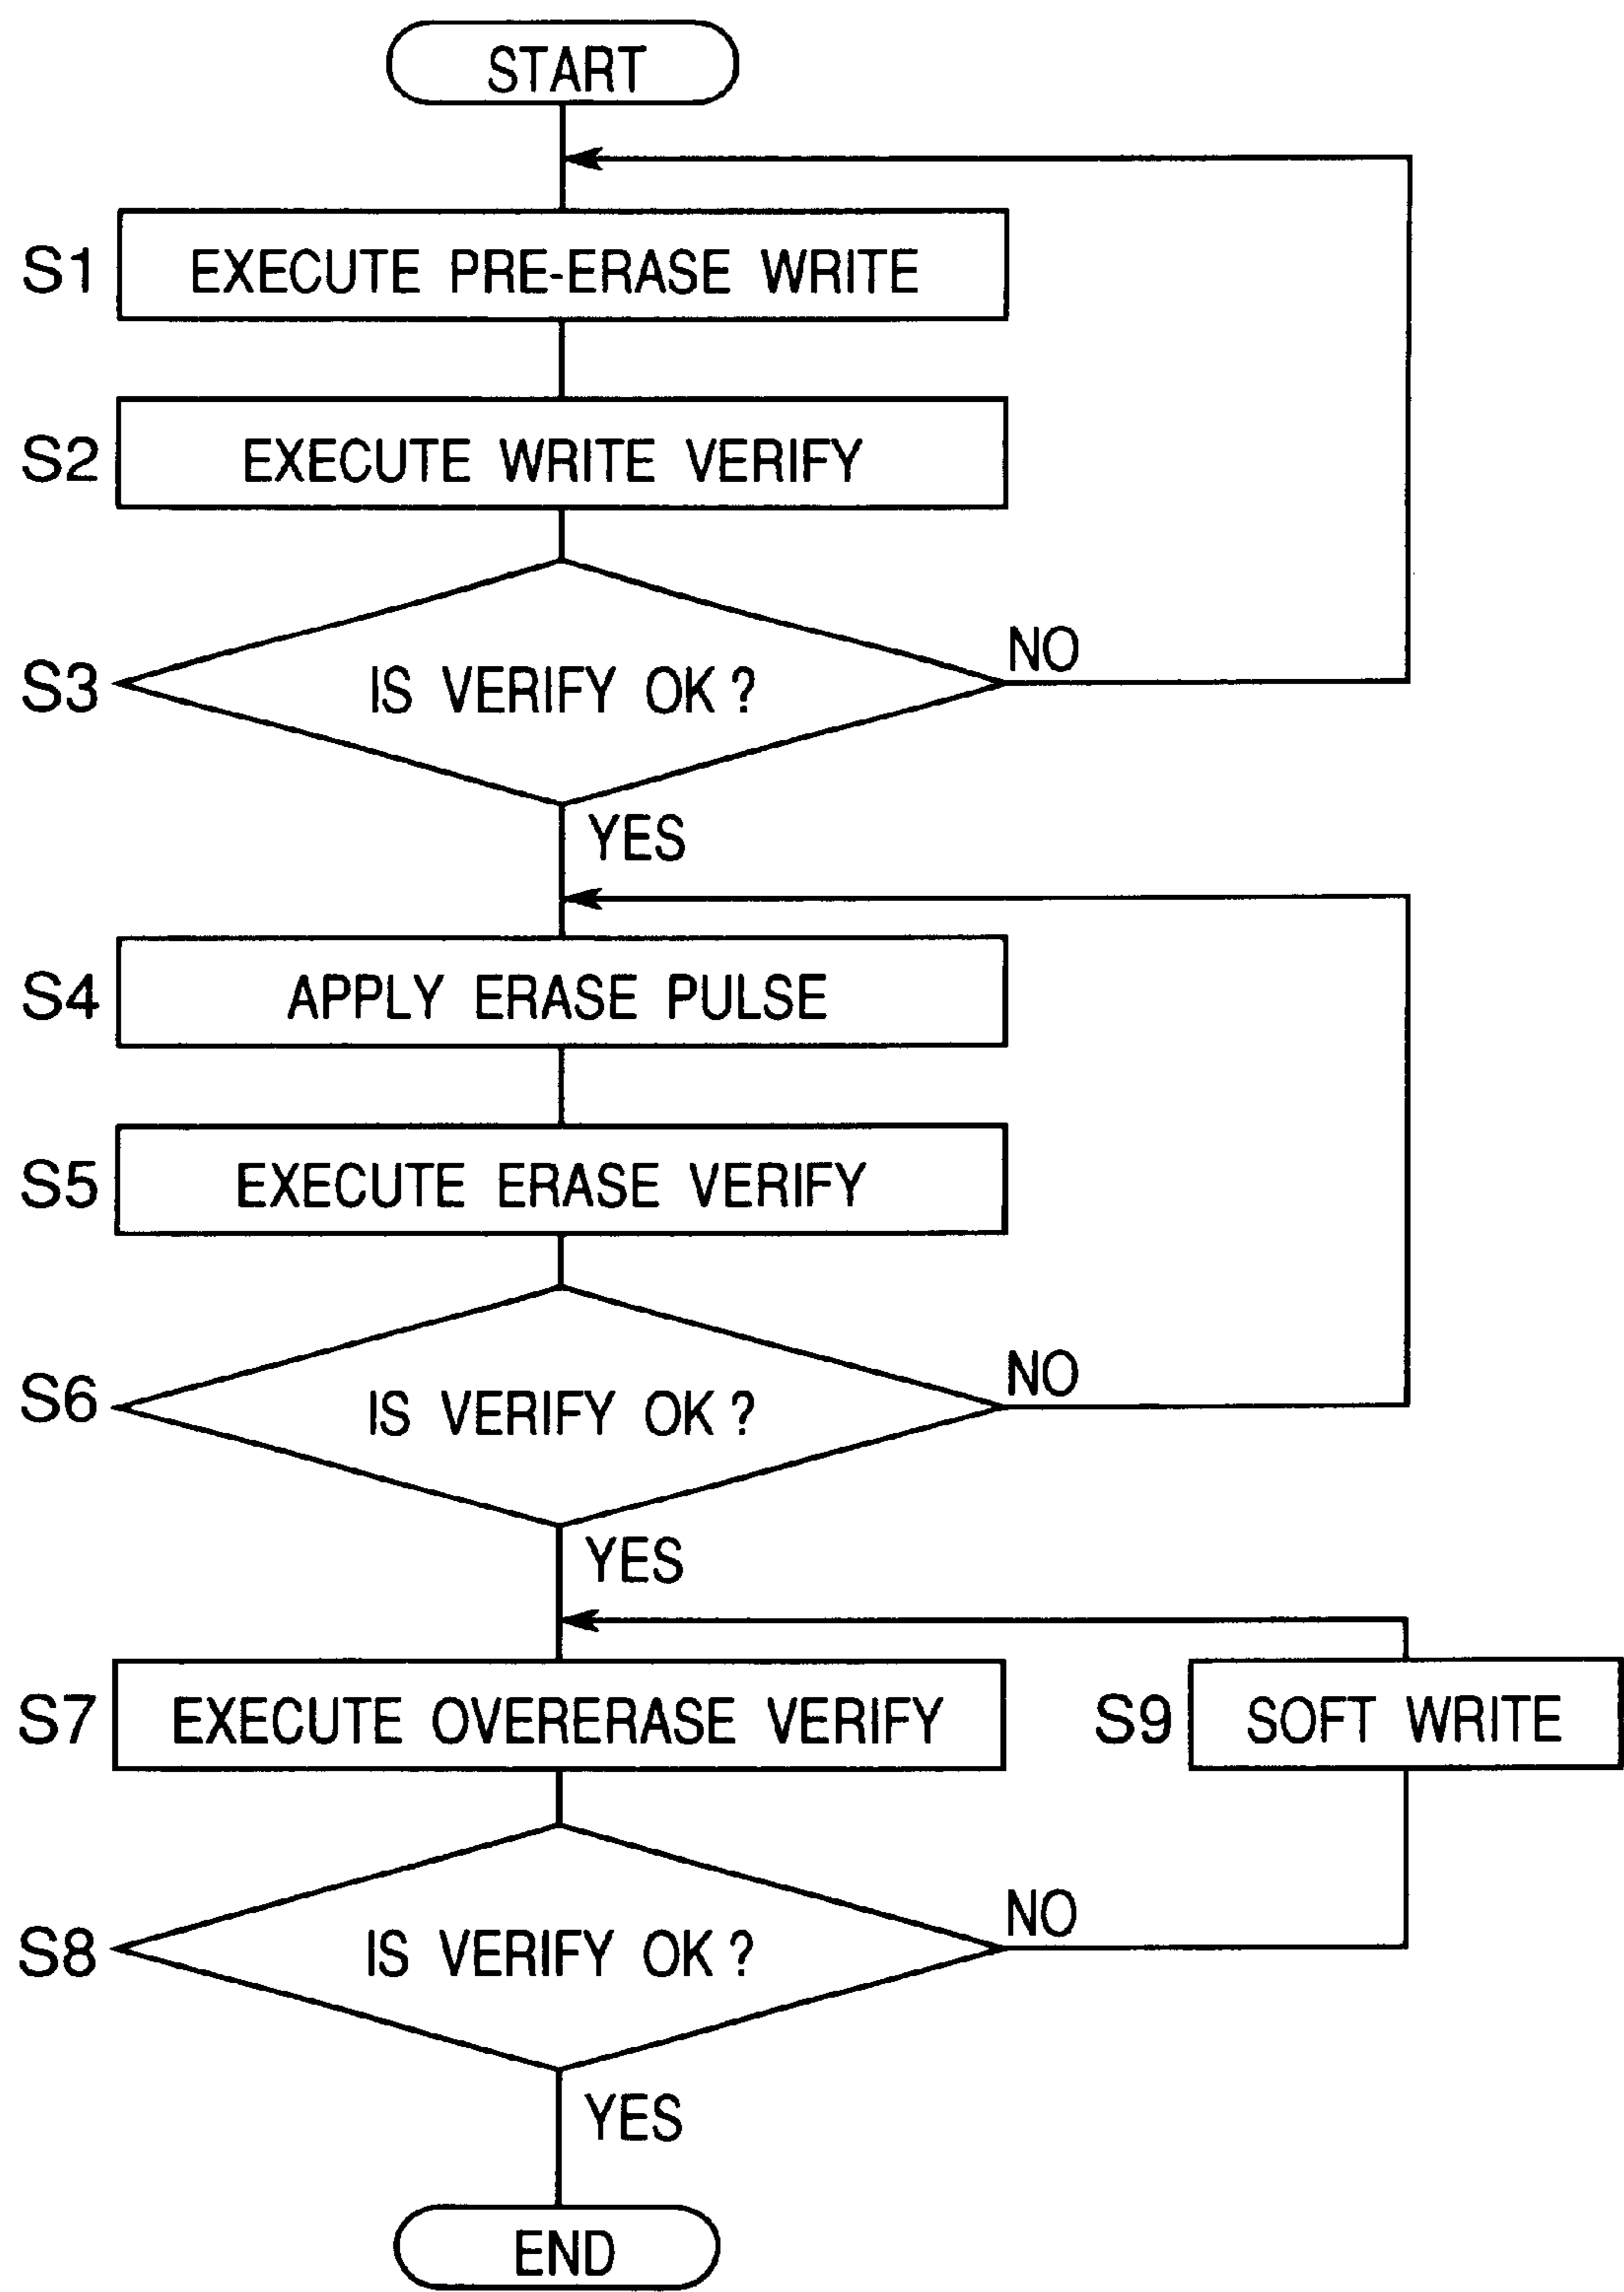 START
S1 EXECUTE PRE-ERASE WRITE
S2 EXECUTE WRITE VERIFY
S3 IS VERIFY OK? NO
YES
S4 APPLY ERASE PULSE
S5 EXECUTE ERASE VERIFY
S6 IS VERIFY OK? NO
YES
S7 EXECUTE OVERERASE VERIFY S9 SOFT WRITE
S8 IS VERIFY OK? NO
YES
END